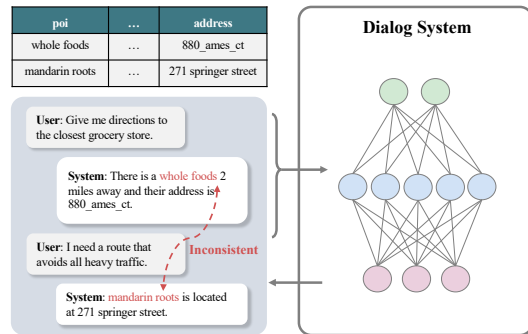 poi … address
whole foods … 880_ames_ct
mandarin roots … 271 springer street
Dialog System
User: Give me directions to
the closest grocery store.
System: There is a whole foods 2
miles away and their address is
880_ames_ct.
Inconsistent
User: I need a route that
avoids all heavy traffic.
System: mandarin roots is located
at 271 springer street.